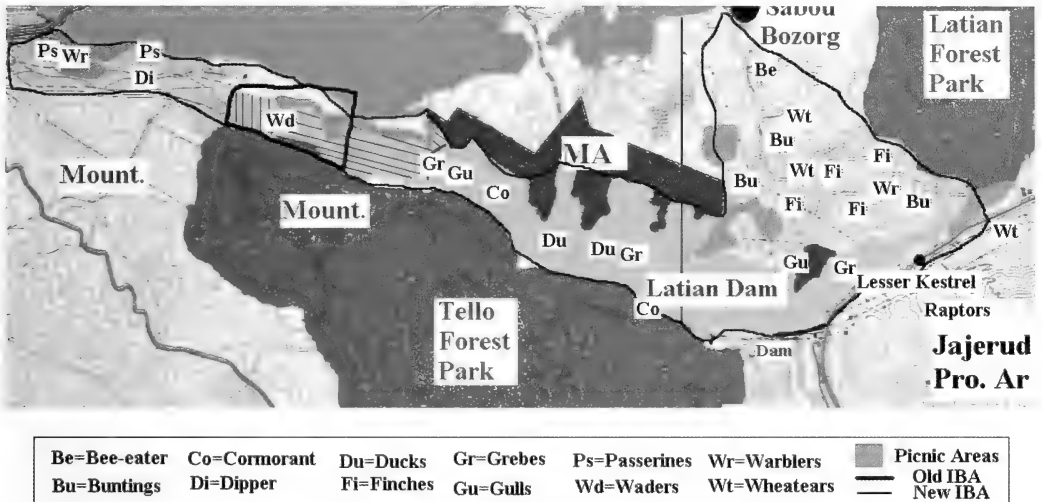 Sabou
Bozorg
Latian
Forest
Park
Ps Wr Ps
Di
Be
Wd
Wt
Bu
MA
Gr
Gu
Co
Bu
Wt Fi
Fi
Wr
Bu
Fi
Fi
Mount.
Mount.
Wt
Du
Du Gr
Gu
Gr
Lesser Kestrel
Raptors
Latian Dam
Co
Tello
Forest
Park
Dam
Jajerud
Pro. Ar
Be=Bee-eater Co=Cormorant Du=Ducks Gr=Grebes Ps=Passerines Wr=Warblers Picnic Areas
Bu=Buntings Di=Dipper Fi=Finches Gu=Gulls Wd=Waders Wt=Wheatears Old IBA
New IBA